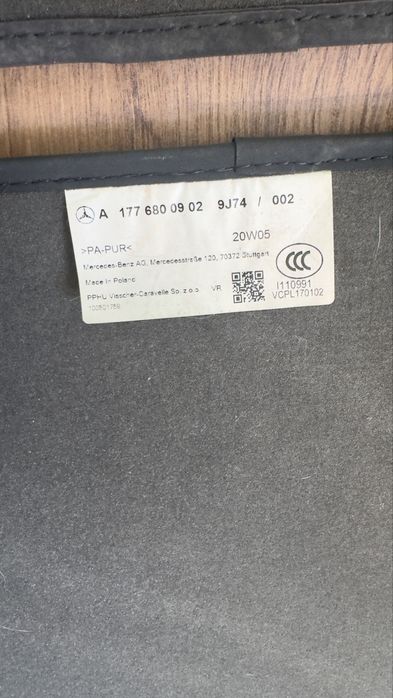 A 177 680 09 02 9J74 / 002
20W05
>PA-PUR<
Mercedes-Benz AG, Mercedesstraße 120, 70372 Stuttgart
Made in Poland
PPHU Visscher-Caravelle Sp. z o.o. VR
CCC
I110991
VCPL170102